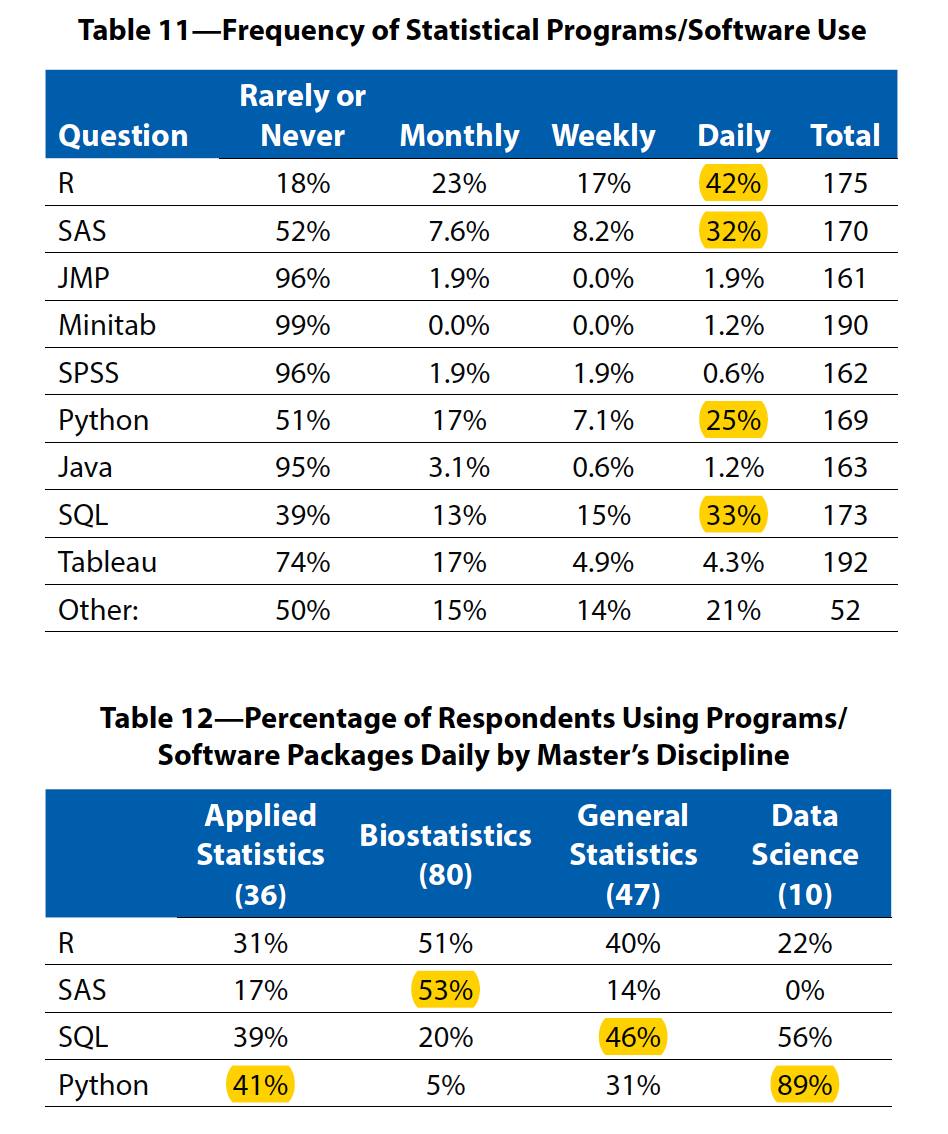 Table 11—Frequency of Statistical Programs/Software Use
Question Rarely or Never Monthly Weekly Daily Total
R 18% 23% 17% 42% 175
SAS 52% 7.6% 8.2% 32% 170
JMP 96% 1.9% 0.0% 1.9% 161
Minitab 99% 0.0% 0.0% 1.2% 190
SPSS 96% 1.9% 1.9% 0.6% 162
Python 51% 17% 7.1% 25% 169
Java 95% 3.1% 0.6% 1.2% 163
SQL 39% 13% 15% 33% 173
Tableau 74% 17% 4.9% 4.3% 192
Other: 50% 15% 14% 21% 52
Table 12—Percentage of Respondents Using Programs/
Software Packages Daily by Master’s Discipline
Applied Statistics (36) Biostatistics (80) General Statistics (47) Data Science (10)
R 31% 51% 40% 22%
SAS 17% 53% 14% 0%
SQL 39% 20% 46% 56%
Python 41% 5% 31% 89%